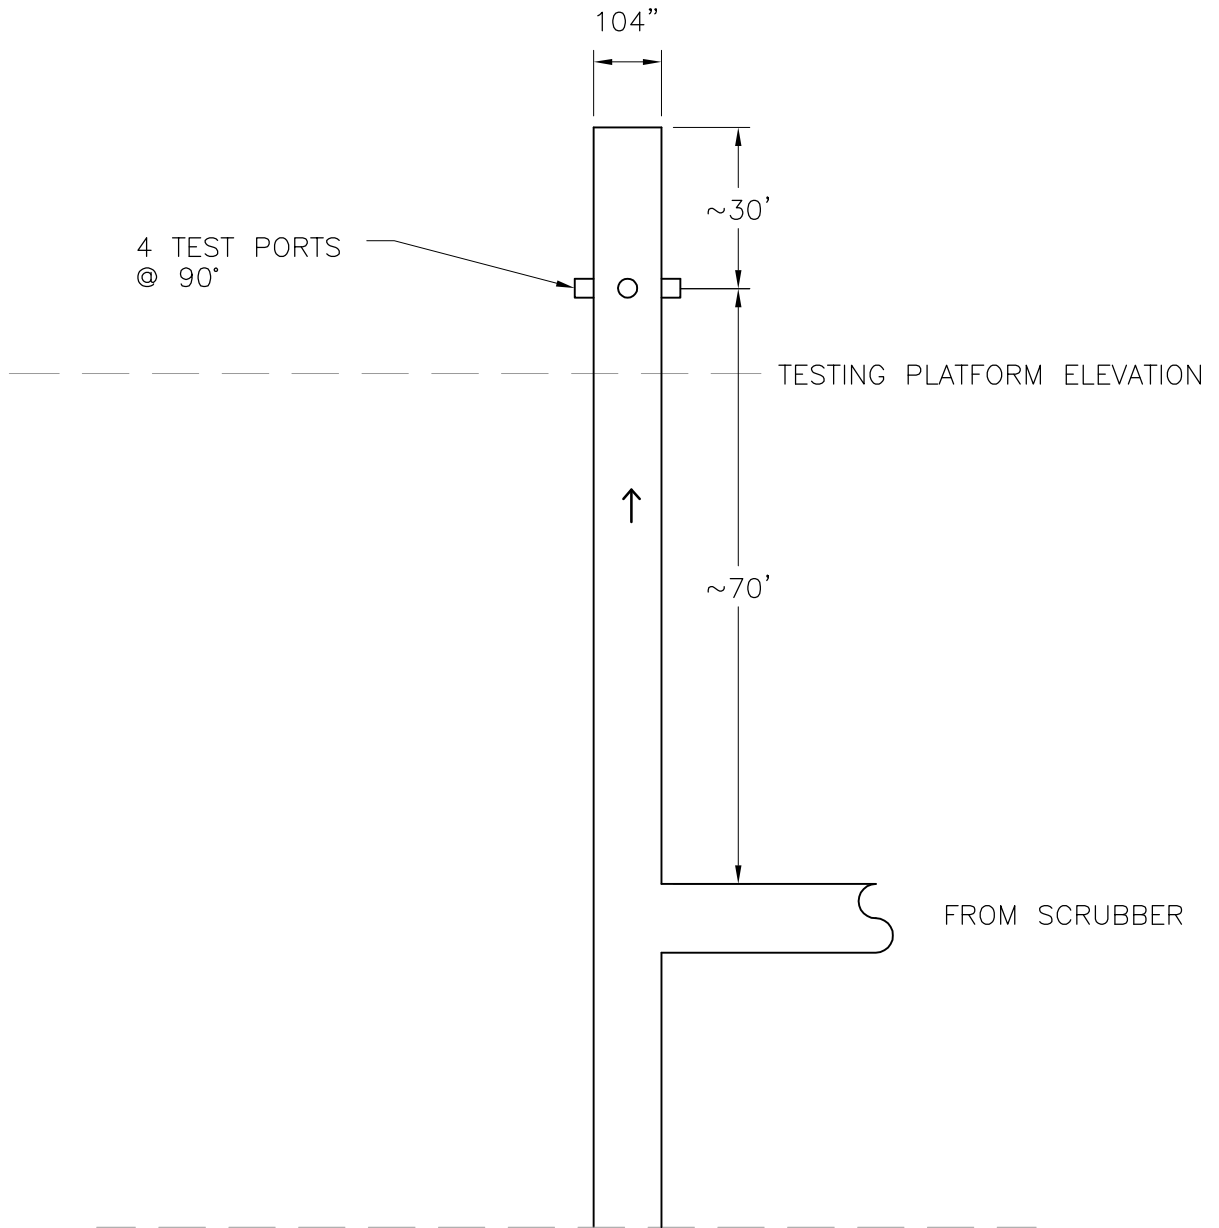 104”
~30’
4 TEST PORTS
@ 90°
TESTING PLATFORM ELEVATION
~70’
FROM SCRUBBER